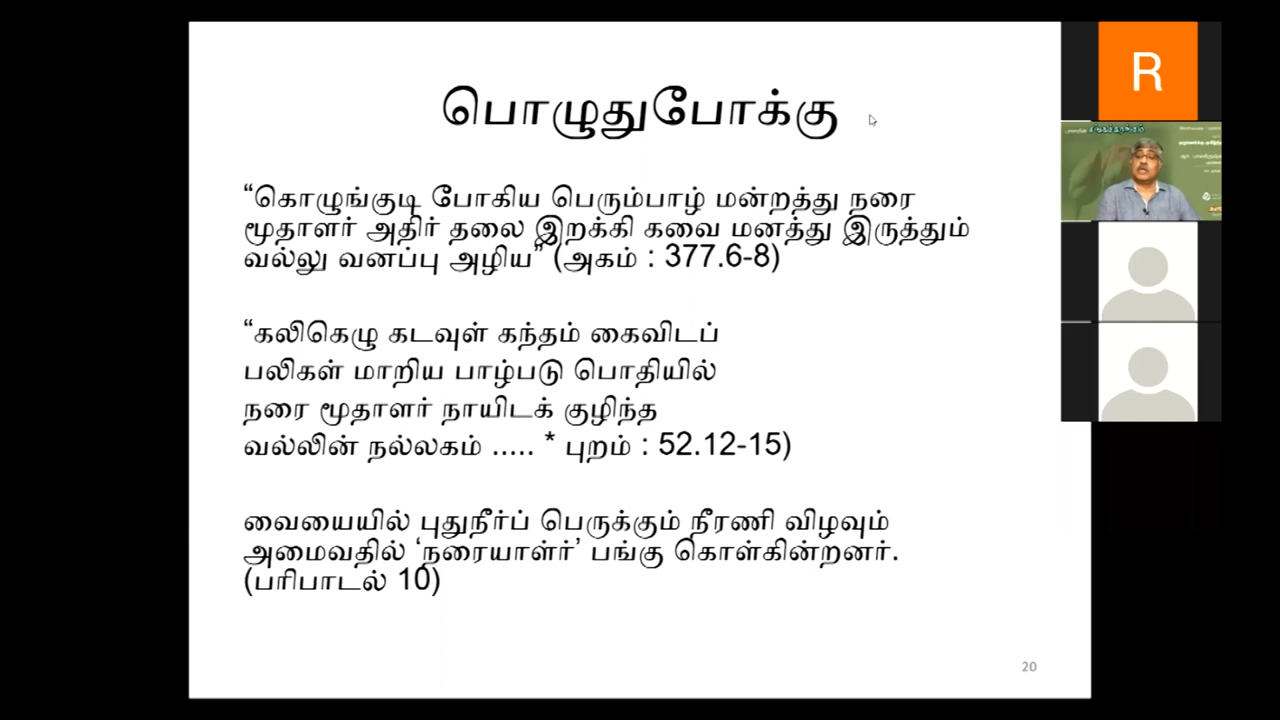 பொழுதுபோக்கு
“கொழுங்குடி போகிய பெரும்பாழ் மன்றத்து நரை
மூதாளர் அதிர் தலை இறக்கி கவை மனத்து இருத்தும்
வல்லு வனப்பு அழிய” (அகம் : 377.6-8)
“கலிகெழு கடவுள் கந்தம் கைவிடப்
பலிகள் மாறிய பாழ்படு பொதியில்
நரை மூதாளர் நாயிடக் குழிந்த
வல்லின் நல்லகம் ..... * புறம் : 52.12-15)
வையையில் புதுநீர்ப் பெருக்கும் நீரணி விழவும்
அமைவதில் ‘நரையாள்ர்’ பங்கு கொள்கின்றனர்.
(பரிபாடல் 10)
20
R